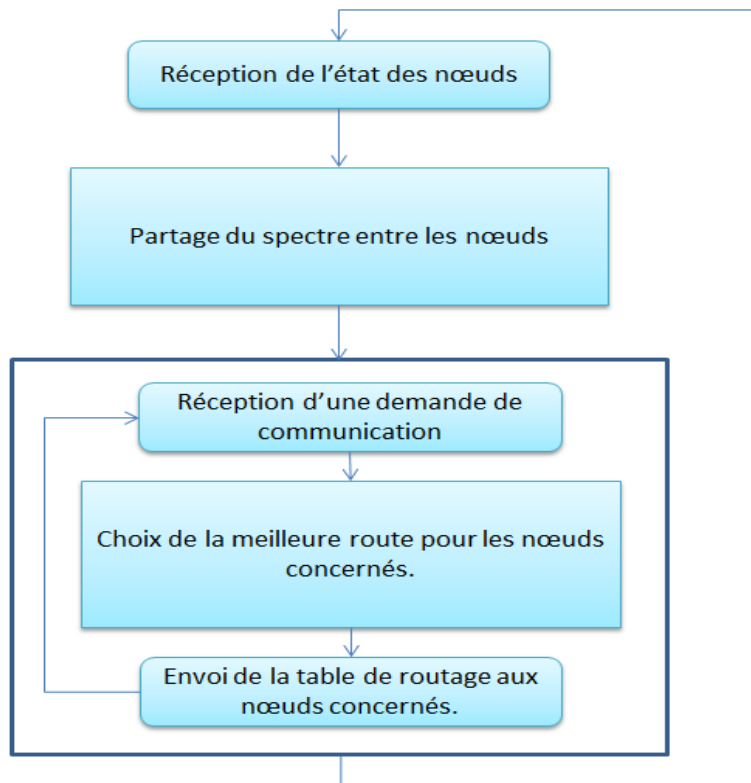 Réception de l’état des nœuds
Partage du spectre entre les nœuds
Réception d’une demande de
communication
Choix de la meilleure route pour les nœuds
concernés.
Envoi de la table de routage aux
nœuds concernés.